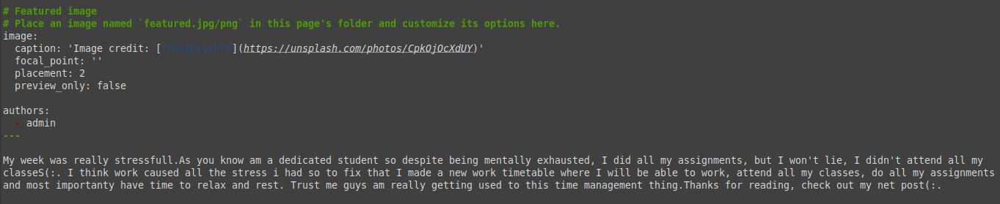 # Featured image
# Place an image named `featured.jpg/png` in this page's folder and customize its options here.
image:
  caption: 'Image credit: [**Unsplash**](https://unsplash.com/photos/CpkOjOcXdUY)'
  focal_point: ''
  placement: 2
  preview_only: false
authors:
  - admin
---
My week was really stressfull.As you know am a dedicated student so despite being mentally exhausted, I did all my assignments, but I won't lie, I didn't attend all my
classeS(:. I think work caused all the stress i had so to fix that I made a new work timetable where I will be able to work, attend all my classes, do all my assignments
and most importanty have time to relax and rest. Trust me guys am really getting used to this time management thing.Thanks for reading, check out my net post(:.